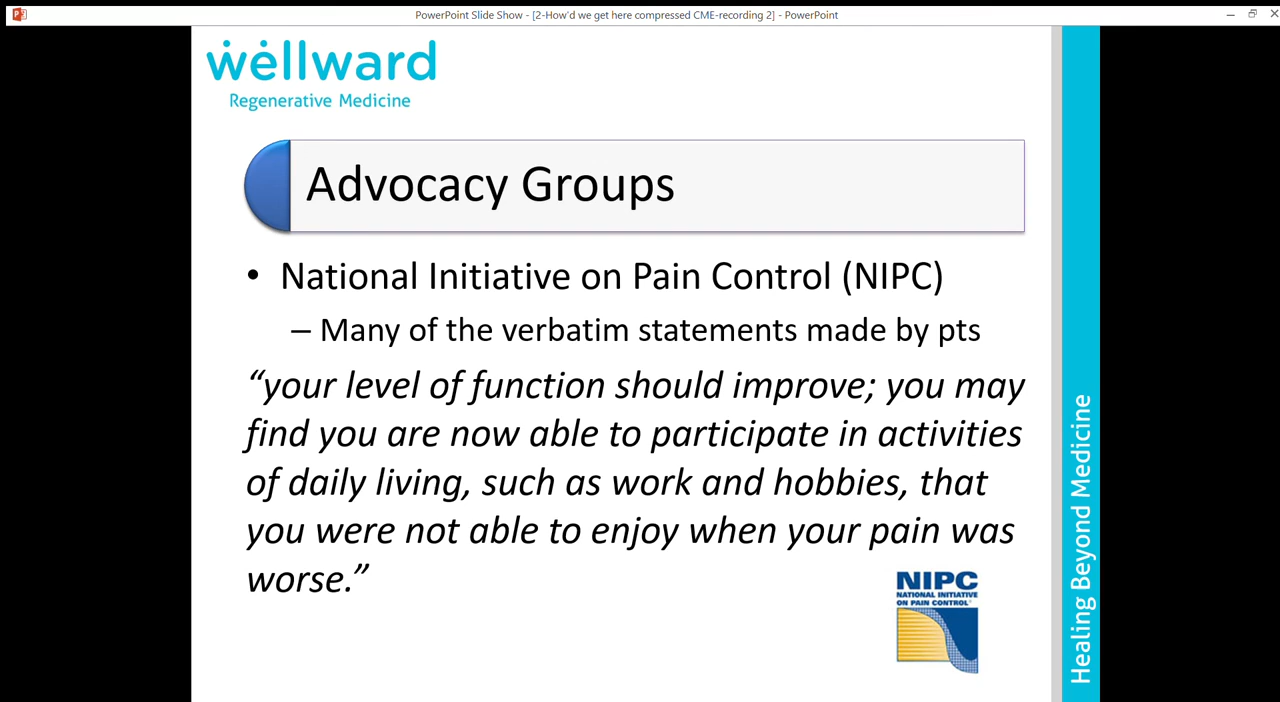 PowerPoint Slide Show - [2-How'd we get here compressed CME-recording 2] - PowerPoint
wellward
Regenerative Medicine
Advocacy Groups
• National Initiative on Pain Control (NIPC)
– Many of the verbatim statements made by pts
“your level of function should improve; you may
find you are now able to participate in activities
of daily living, such as work and hobbies, that
you were not able to enjoy when your pain was
worse.”
NIPC
NATIONAL INITIATIVE
ON PAIN CONTROL
Healing Beyond Medicine